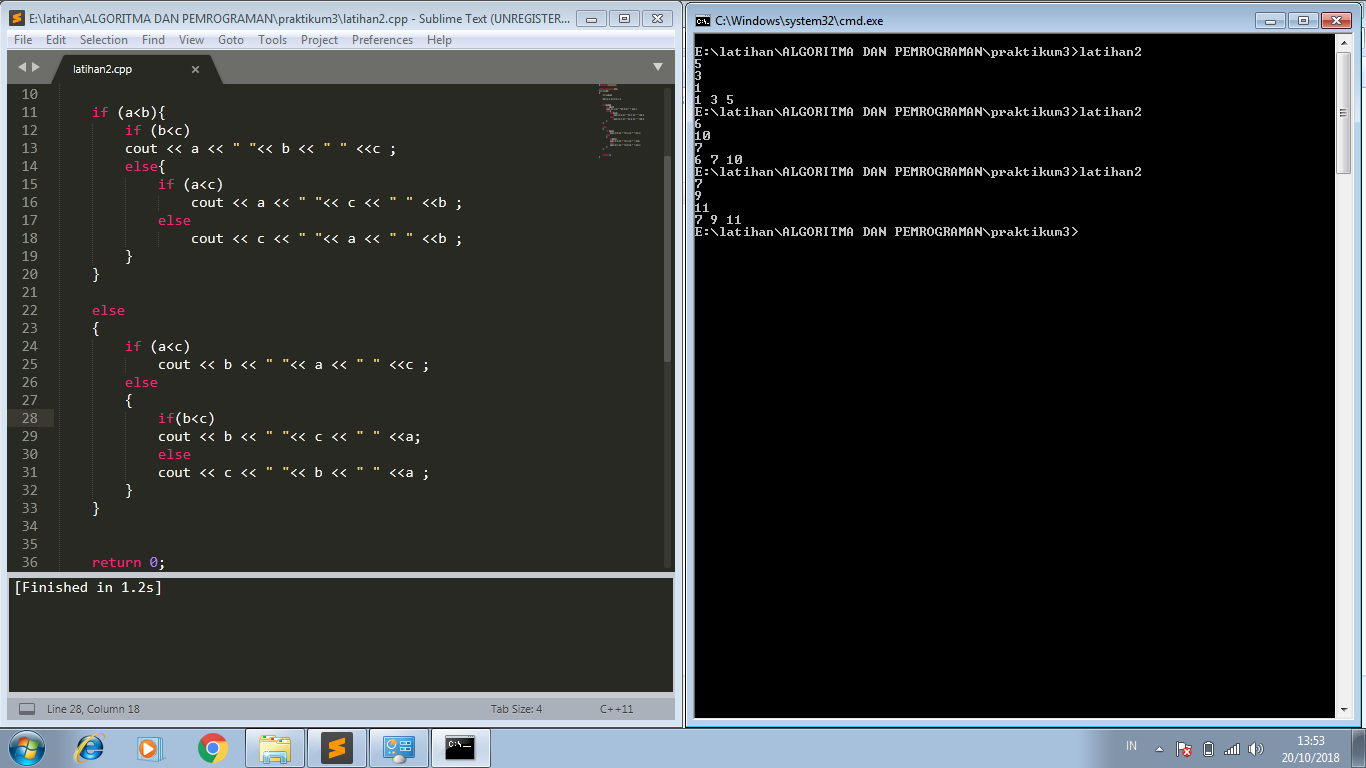 E:\latihan\ALGORITMA DAN PEMROGRAMAN\praktikum3\latihan2.cpp - Sublime Text (UNREGISTER...
File Edit Selection Find View Goto Tools Project Preferences Help
latihan2.cpp
10
11 if (a<b){
12 if (b<c)
13 cout << a << " "<< b << " " <<c ;
14 else{
15 if (a<c)
16 cout << a << " "<< c << " " <<b ;
17 else
18 cout << c << " "<< a << " " <<b ;
19 }
20 }
21
22 else
23 {
24 if (a<c)
25 cout << b << " "<< a << " " <<c ;
26 else
27 {
28 if(b<c)
29 cout << b << " "<< c << " " <<a;
30 else
31 cout << c << " "<< b << " " <<a ;
32 }
33 }
34
35
36 return 0;
[Finished in 1.2s]
Line 28, Column 18 Tab Size: 4 C++11
C:\Windows\system32\cmd.exe
E:\latihan\ALGORITMA DAN PEMROGRAMAN\praktikum3>latihan2
5
3
1
1 3 5
E:\latihan\ALGORITMA DAN PEMROGRAMAN\praktikum3>latihan2
6
10
7
6 7 10
E:\latihan\ALGORITMA DAN PEMROGRAMAN\praktikum3>latihan2
7
9
11
7 9 11
E:\latihan\ALGORITMA DAN PEMROGRAMAN\praktikum3>
IN
13:53
20/10/2018